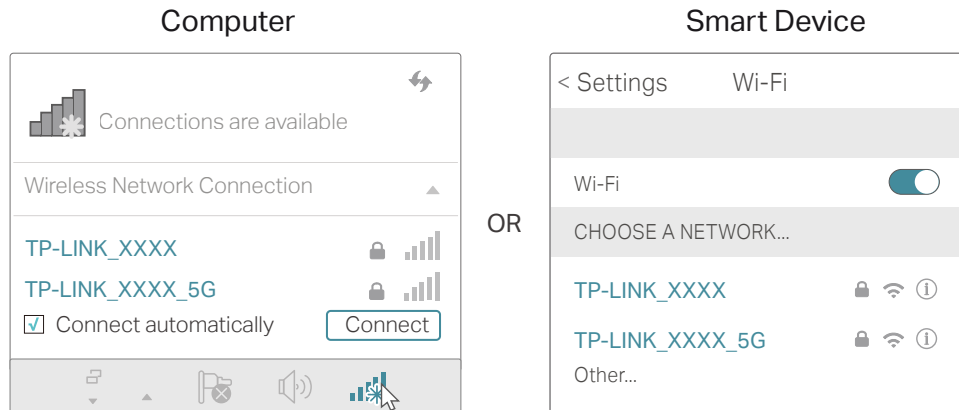 Computer
Connections are available
Wireless Network Connection
TP-LINK_XXXX
TP-LINK_XXXX_5G
Connect automatically
Connect
OR
Smart Device
< Settings Wi-Fi
Wi-Fi
CHOOSE A NETWORK...
TP-LINK_XXXX
TP-LINK_XXXX_5G
Other...